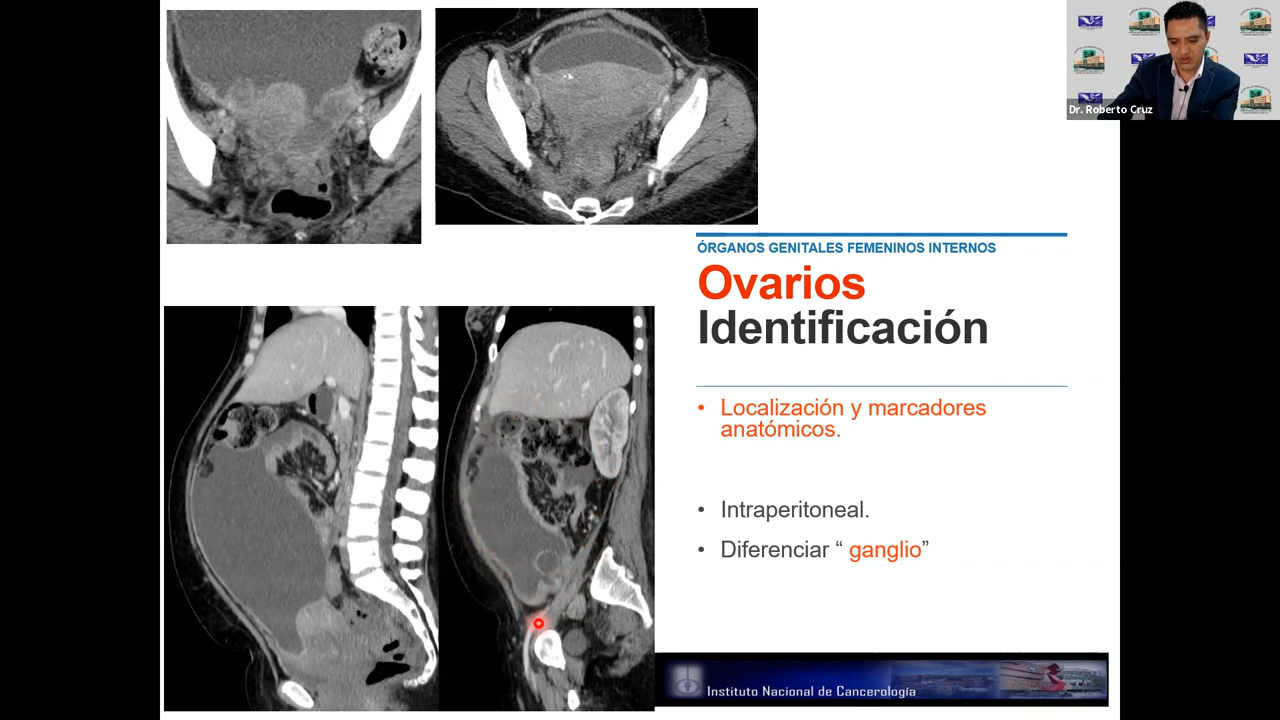 Dr. Roberto Cruz
ÓRGANOS GENITALES FEMENINOS INTERNOS
Ovarios
Identificación
• Localización y marcadores
anatómicos.
• Intraperitoneal.
• Diferenciar “ ganglio”
Instituto Nacional de Cancerología